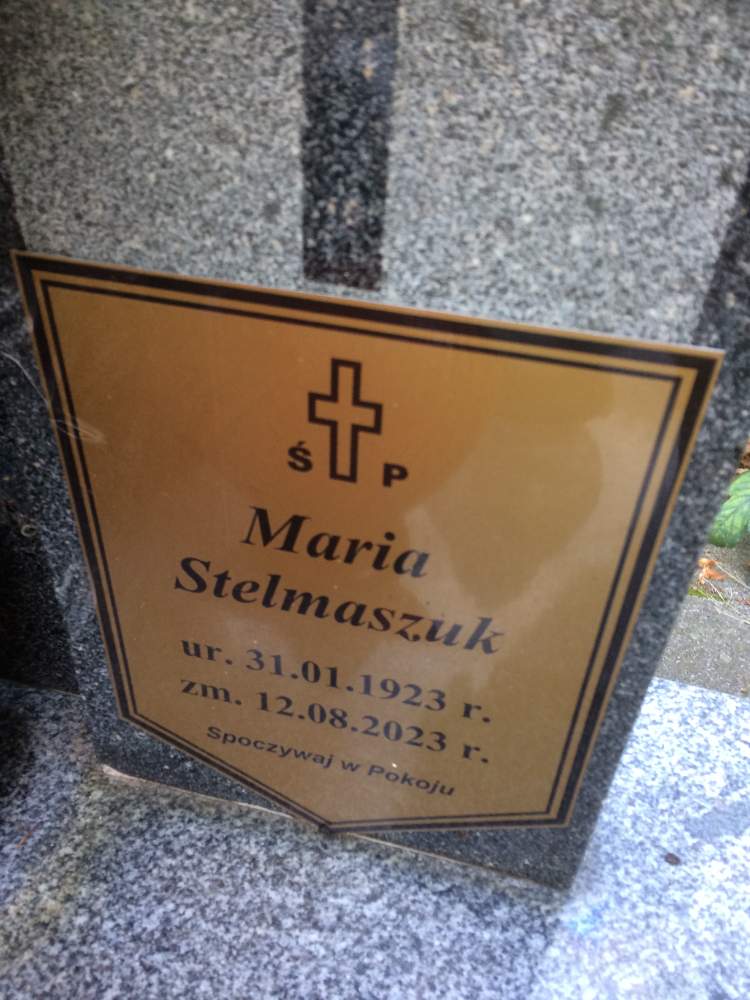 Ś P
Maria
Stelmaszuk
ur. 31.01.1923 r.
zm. 12.08.2023 r.
Spoczywaj w Pokoju